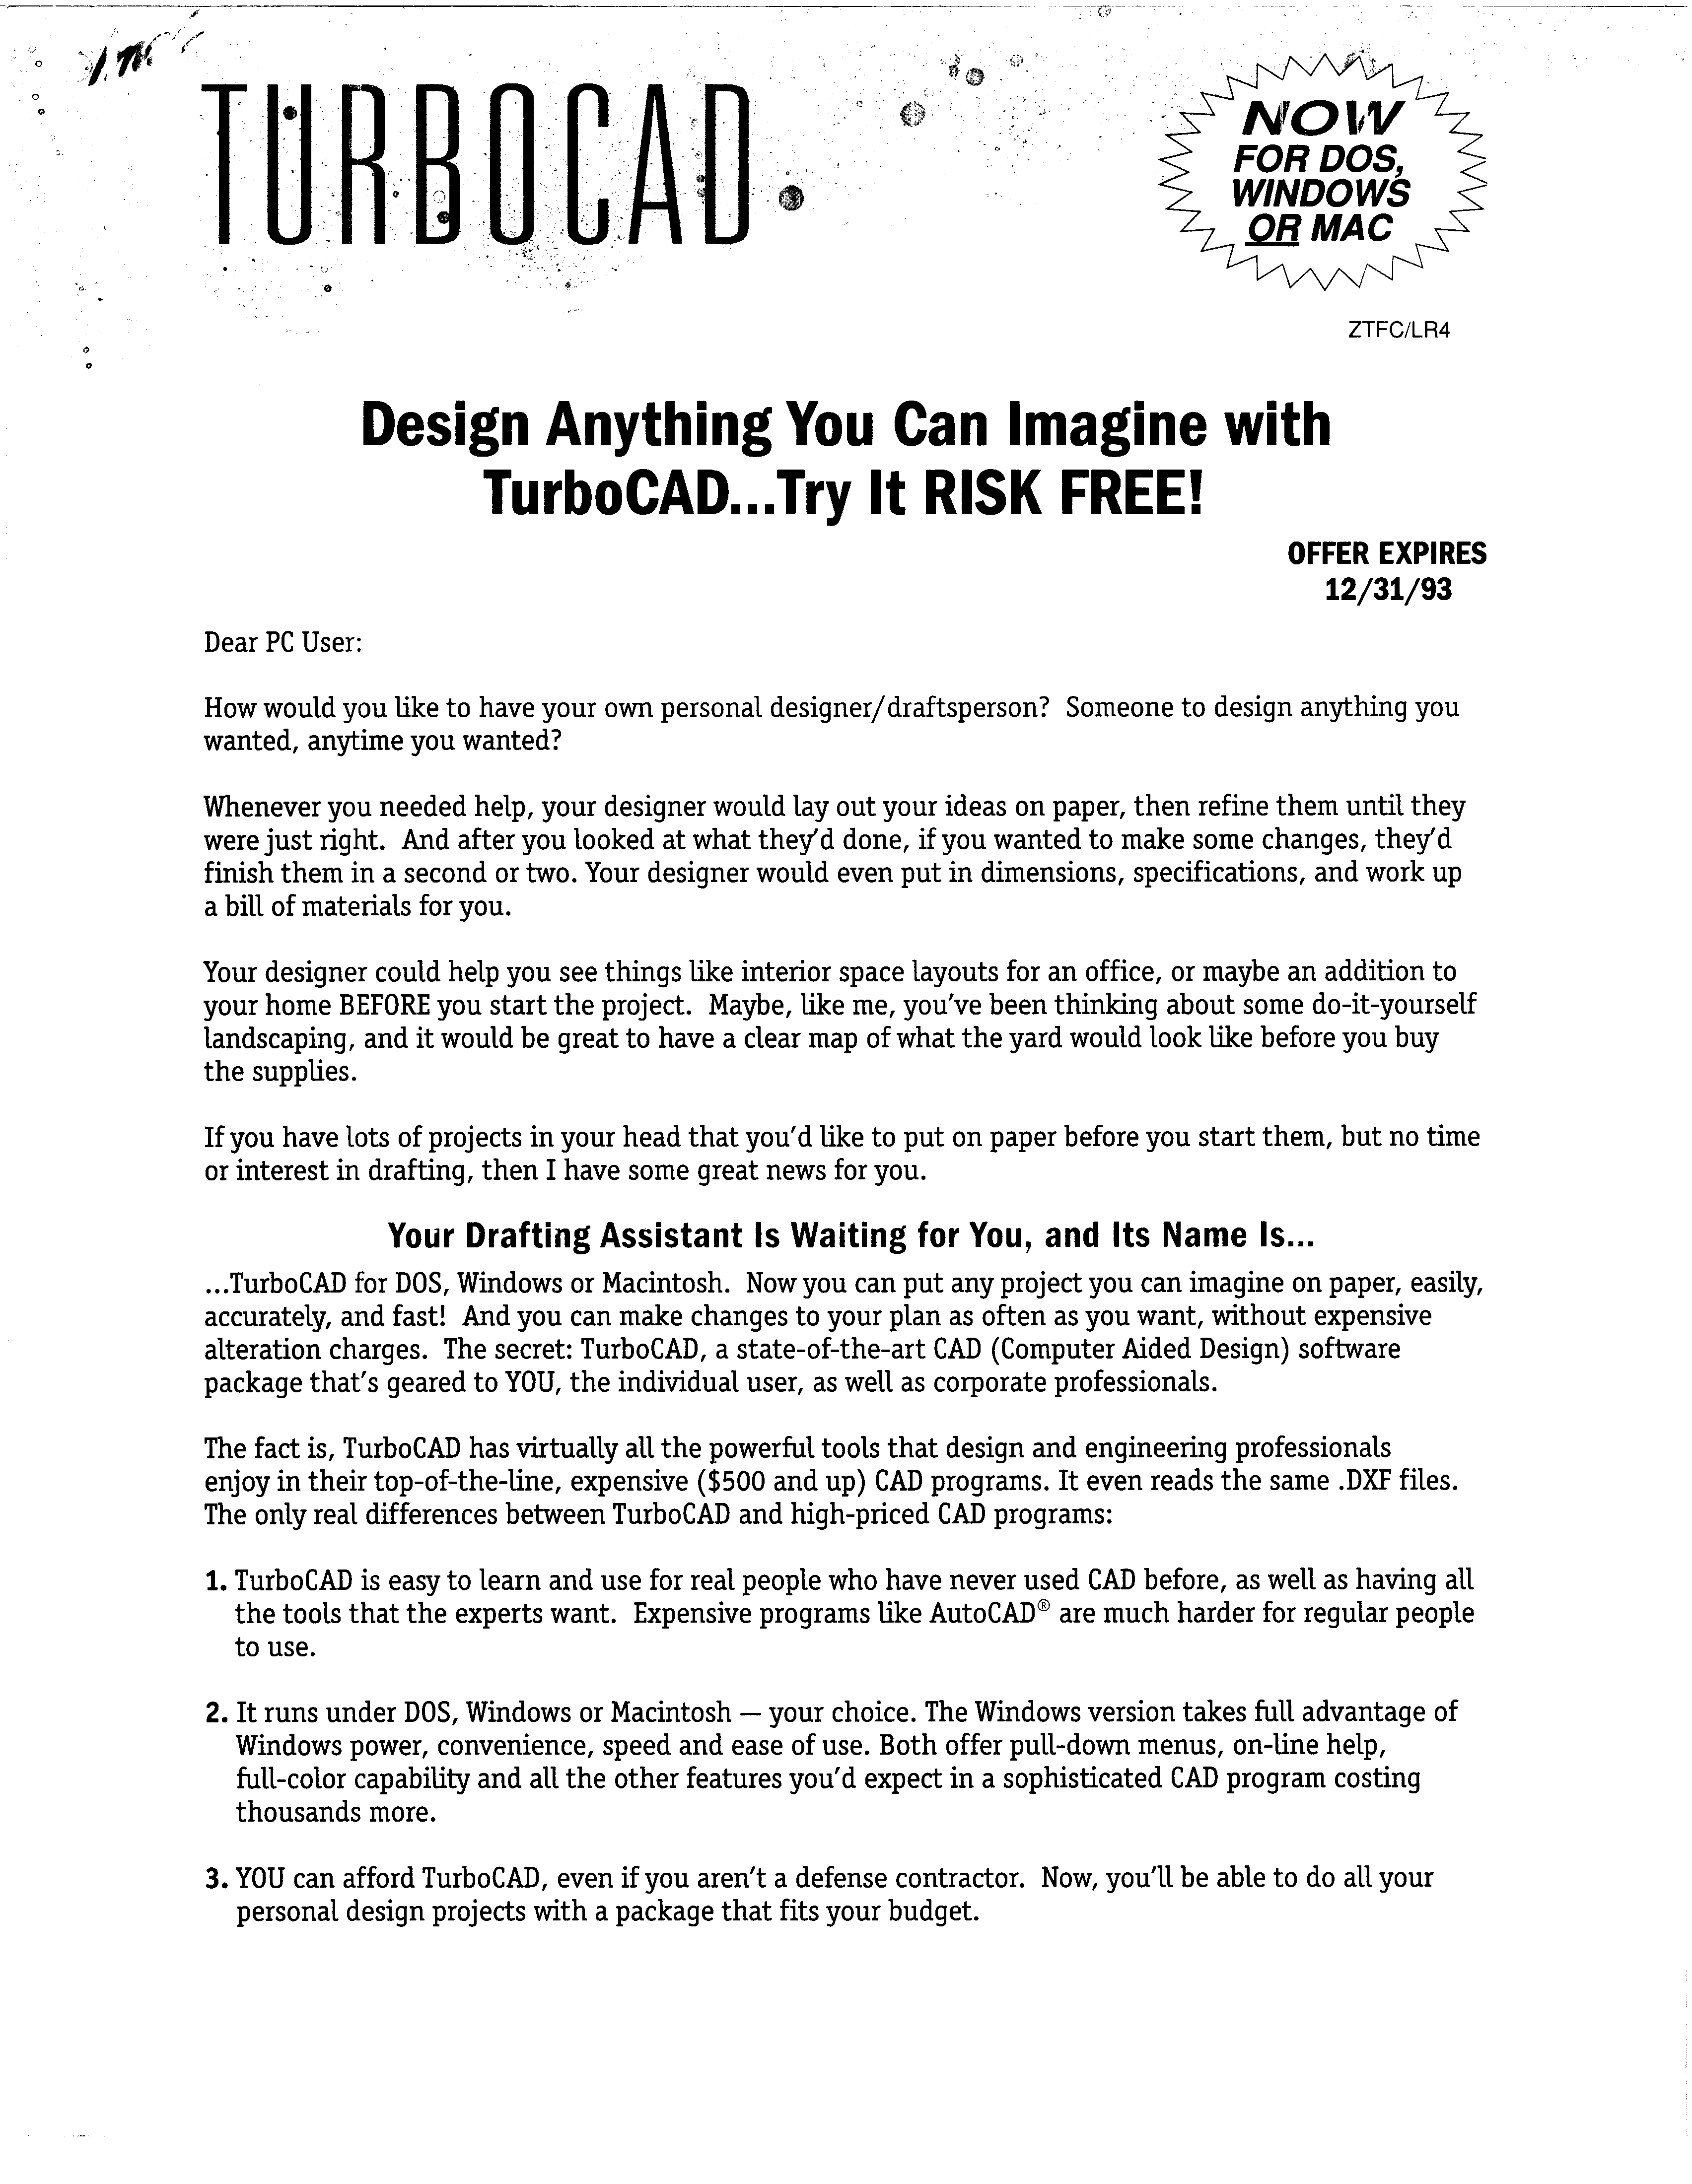 TURBOCAD
NOW
FOR DOS,
WINDOWS
OR MAC
ZTFC/LR4
Design Anything You Can Imagine with
TurboCAD...Try It RISK FREE!
OFFER EXPIRES
12/31/93
Dear PC User:
How would you like to have your own personal designer/draftsperson?  Someone to design anything you
wanted, anytime you wanted?
Whenever you needed help, your designer would lay out your ideas on paper, then refine them until they
were just right.  And after you looked at what they'd done, if you wanted to make some changes, they'd
finish them in a second or two. Your designer would even put in dimensions, specifications, and work up
a bill of materials for you.
Your designer could help you see things like interior space layouts for an office, or maybe an addition to
your home BEFORE you start the project.  Maybe, like me, you've been thinking about some do-it-yourself
landscaping, and it would be great to have a clear map of what the yard would look like before you buy
the supplies.
If you have lots of projects in your head that you'd like to put on paper before you start them, but no time
or interest in drafting, then I have some great news for you.
Your Drafting Assistant Is Waiting for You, and Its Name Is...
...TurboCAD for DOS, Windows or Macintosh.  Now you can put any project you can imagine on paper, easily,
accurately, and fast!  And you can make changes to your plan as often as you want, without expensive
alteration charges.  The secret: TurboCAD, a state-of-the-art CAD (Computer Aided Design) software
package that's geared to YOU, the individual user, as well as corporate professionals.
The fact is, TurboCAD has virtually all the powerful tools that design and engineering professionals
enjoy in their top-of-the-line, expensive ($500 and up) CAD programs. It even reads the same .DXF files.
The only real differences between TurboCAD and high-priced CAD programs:
1. TurboCAD is easy to learn and use for real people who have never used CAD before, as well as having all
the tools that the experts want.  Expensive programs like AutoCAD® are much harder for regular people
to use.
2. It runs under DOS, Windows or Macintosh — your choice. The Windows version takes full advantage of
Windows power, convenience, speed and ease of use. Both offer pull-down menus, on-line help,
full-color capability and all the other features you'd expect in a sophisticated CAD program costing
thousands more.
3. YOU can afford TurboCAD, even if you aren't a defense contractor.  Now, you'll be able to do all your
personal design projects with a package that fits your budget.